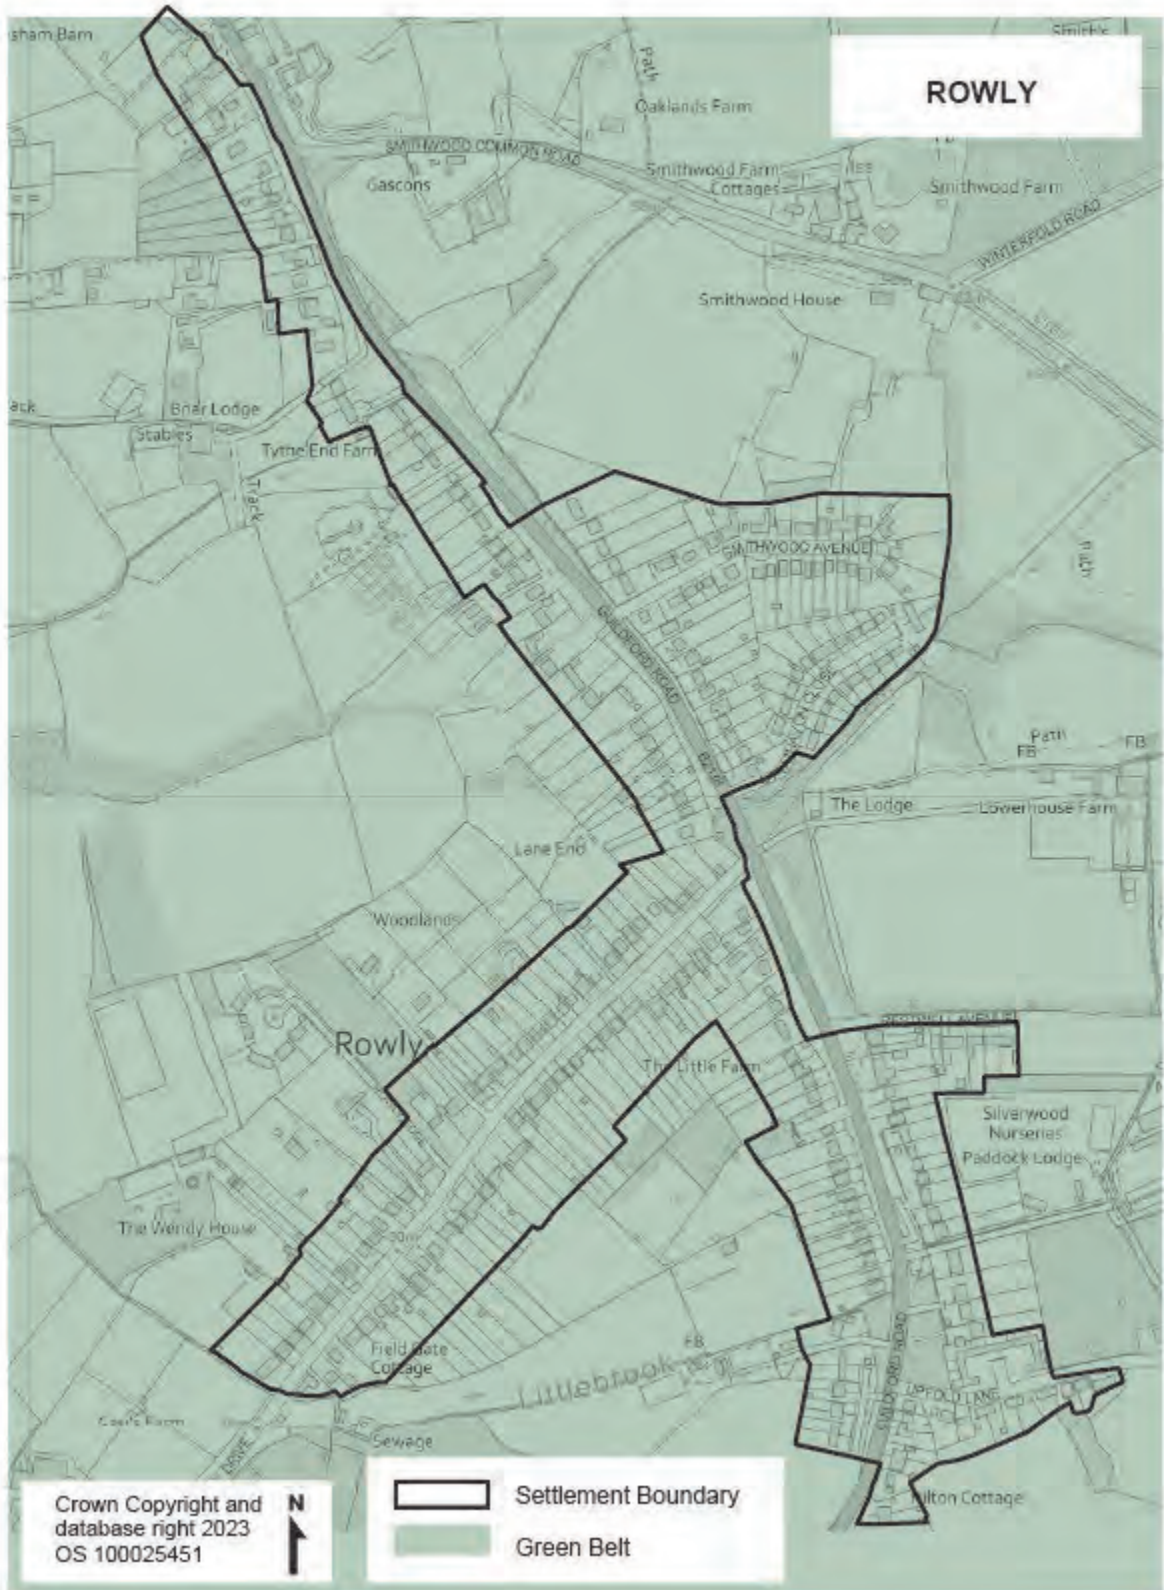 ROWLY
Path
Oaklands Farm
SMITHWOOD COMMON ROAD
Gascons
Smithwood Farm
Cottages
Smithwood Farm
WINTERFOLD ROAD
Smithwood House
Briar Lodge
Stables
Tythe End Farm
Track
SMITHWOOD AVENUE
Path
GUILDFORD ROAD
Path
FB
FB
The Lodge
Lowerhouse Farm
Lane End
Woodlands
Rowly
The Little Farm
Silverwood
Nurseries
Paddock Lodge
The Wendy House
Field Gate
Cottage
FB
Littlebrook
GUILDFORD ROAD
UPFOLD LANE
Sewage
DRIVE
Crown Copyright and
database right 2023
OS 100025451
N
Settlement Boundary
Green Belt